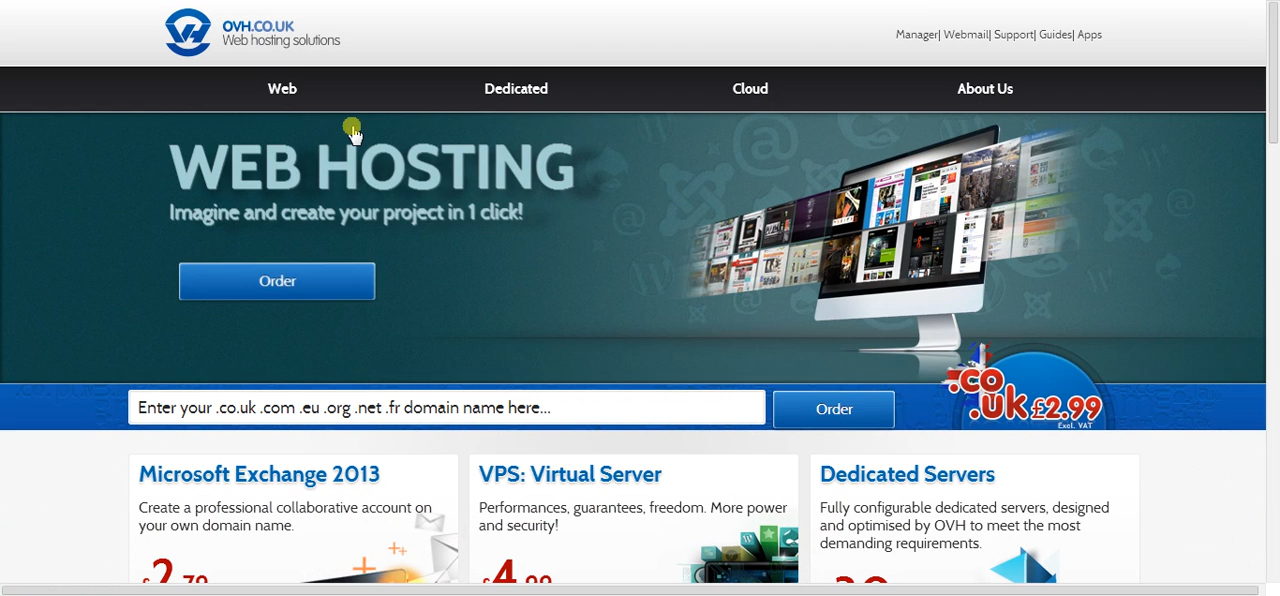 OVH.CO.UK
Web hosting solutions
Manager| Webmail| Support| Guides| Apps
Web
Dedicated
Cloud
About Us
WEB HOSTING
Imagine and create your project in 1 click!
Order
Enter your .co.uk .com .eu .org .net .fr domain name here...
Order
.co
.uk £2.99
Excl. VAT
Microsoft Exchange 2013
Create a professional collaborative account on
your own domain name.
VPS: Virtual Server
Performances, guarantees, freedom. More power
and security!
Dedicated Servers
Fully configurable dedicated servers, designed
and optimised by OVH to meet the most
demanding requirements.